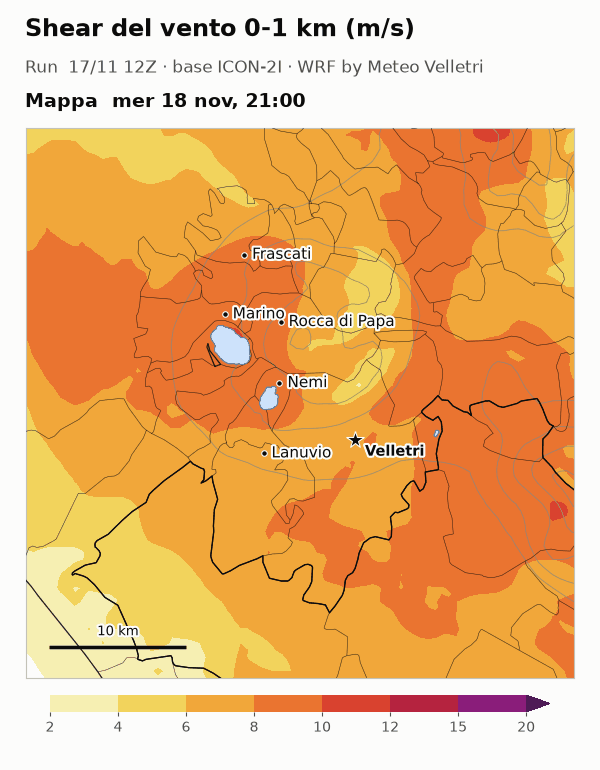 Shear del vento 0-1 km (m/s)
Run 17/11 12Z · base ICON-2I · WRF by Meteo Velletri
Mappa mer 18 nov, 21:00
Frascati
Marino
Rocca di Papa
Nemi
Velletri
Lanuvio
10 km
2 4 6 8 10 12 15 20